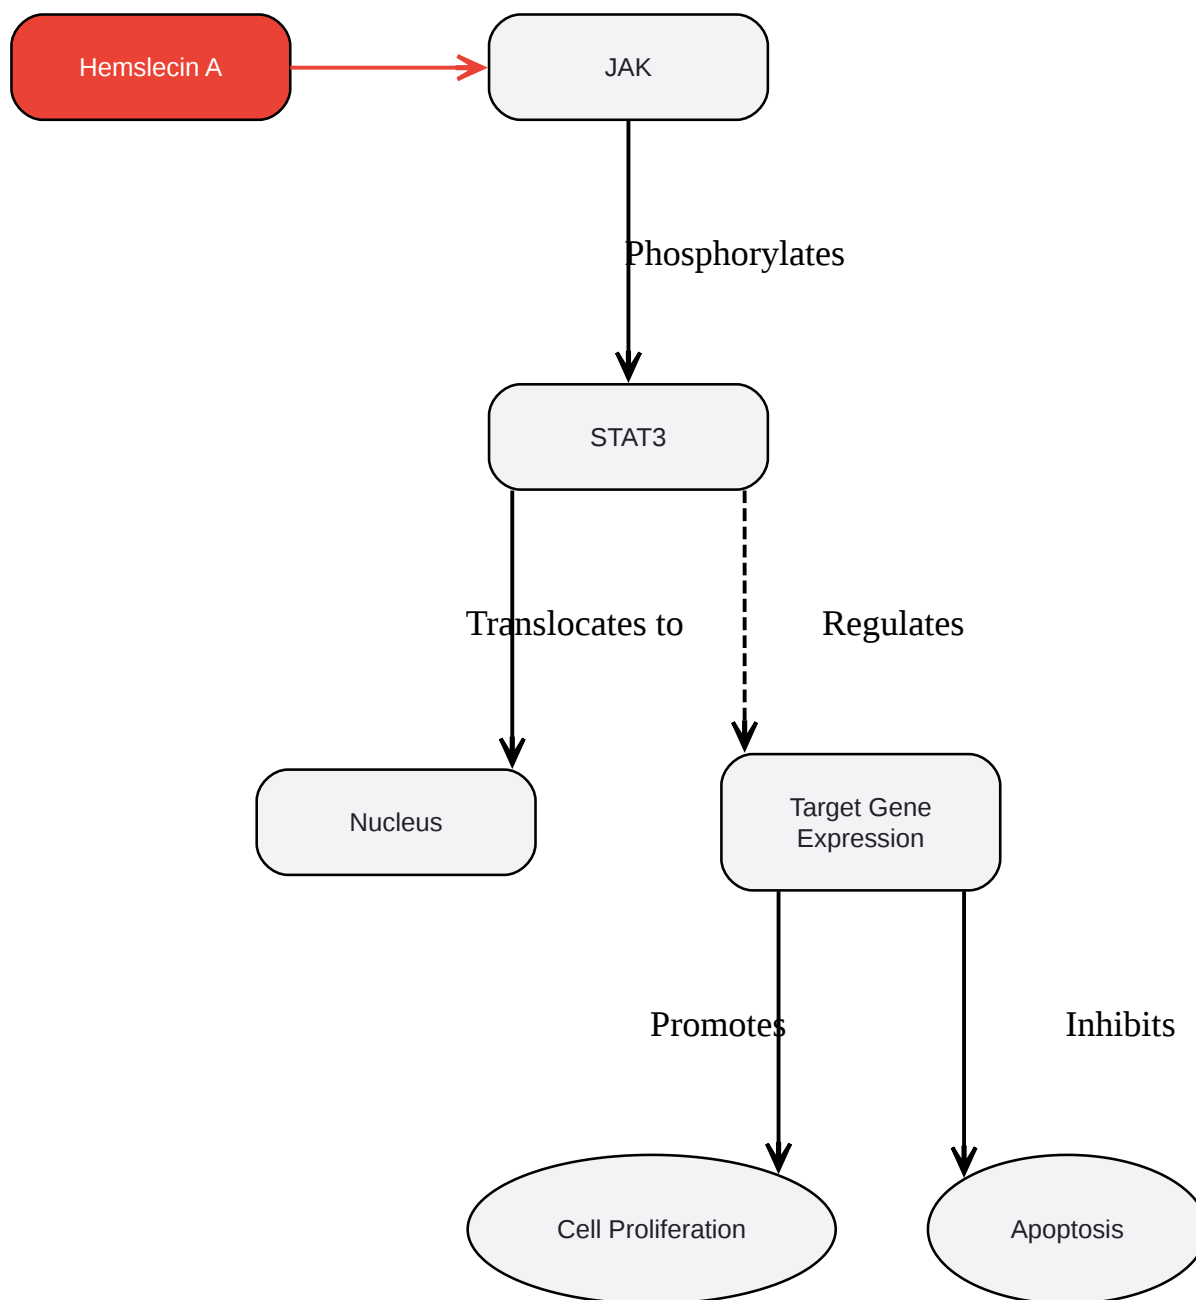 Hemslecin A
JAK
Phosphorylates
STAT3
Translocates to
Regulates
Nucleus
Target Gene
Expression
Promotes
Inhibits
Cell Proliferation
Apoptosis